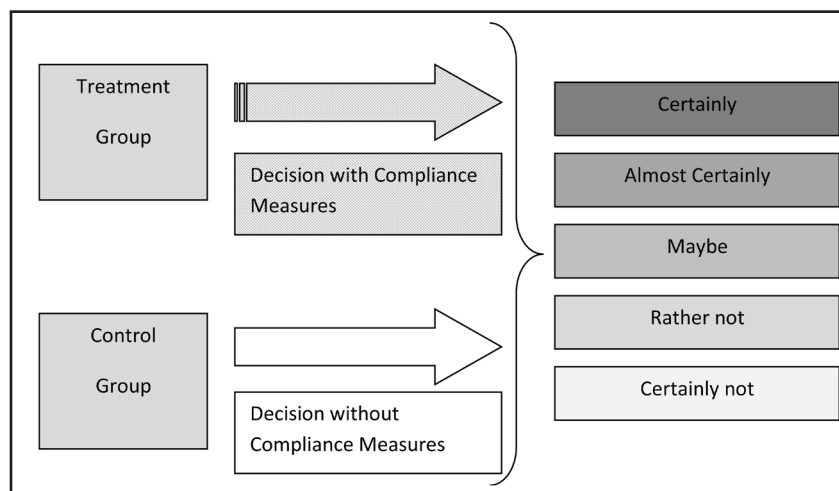 Treatment
Group
Decision with Compliance
Measures
Control
Group
Decision without
Compliance Measures
Certainly
Almost Certainly
Maybe
Rather not
Certainly not